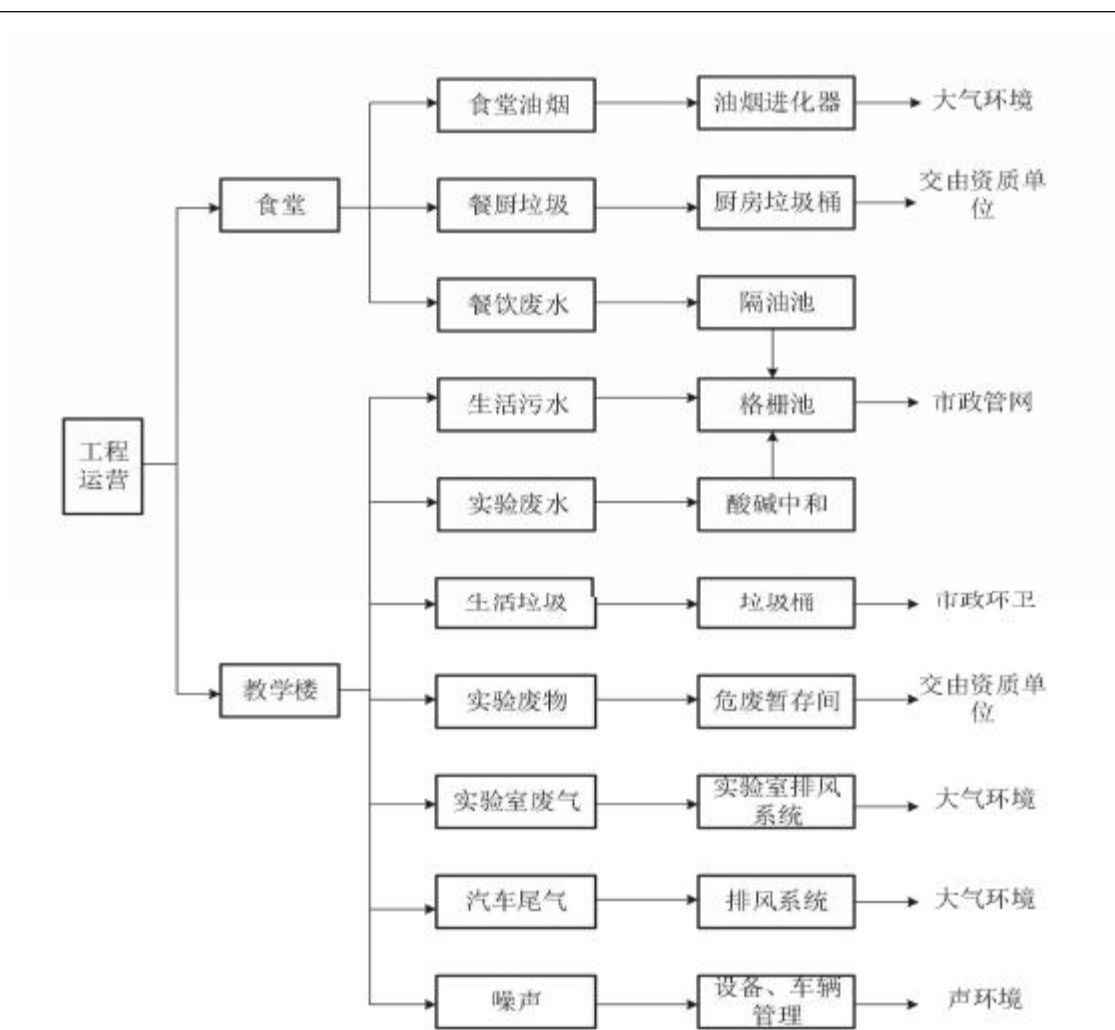 食堂油烟
油烟进化器
大气环境
食堂
餐厨垃圾
厨房垃圾桶
交由资质单
位
餐饮废水
隔油池
生活污水
格栅池
市政管网
工程
运营
实验废水
酸碱中和
生活垃圾
垃圾桶
市政环卫
教学楼
实验废物
危废暂存间
交由资质单
位
实验室废气
实验室排风
系统
大气环境
汽车尾气
排风系统
大气环境
噪声
设备、车辆
管理
声环境